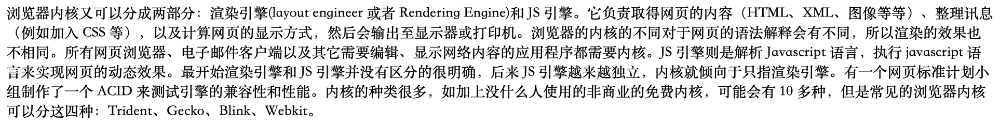 浏览器内核又可以分成两部分：渲染引擎(layout engineer 或者 Rendering Engine)和 JS 引擎。它负责取得网页的内容（HTML、XML、图像等等）、整理讯息
（例如加入 CSS 等），以及计算网页的显示方式，然后会输出至显示器或打印机。浏览器的内核的不同对于网页的语法解释会有不同，所以渲染的效果也
不相同。所有网页浏览器、电子邮件客户端以及其它需要编辑、显示网络内容的应用程序都需要内核。JS 引擎则是解析 Javascript 语言，执行 javascript 语
言来实现网页的动态效果。最开始渲染引擎和 JS 引擎并没有区分的很明确，后来 JS 引擎越来越独立，内核就倾向于只指渲染引擎。有一个网页标准计划小
组制作了一个 ACID 来测试引擎的兼容性和性能。内核的种类很多，如加上没什么人使用的非商业的免费内核，可能会有 10 多种，但是常见的浏览器内核
可以分这四种：Trident、Gecko、Blink、Webkit。